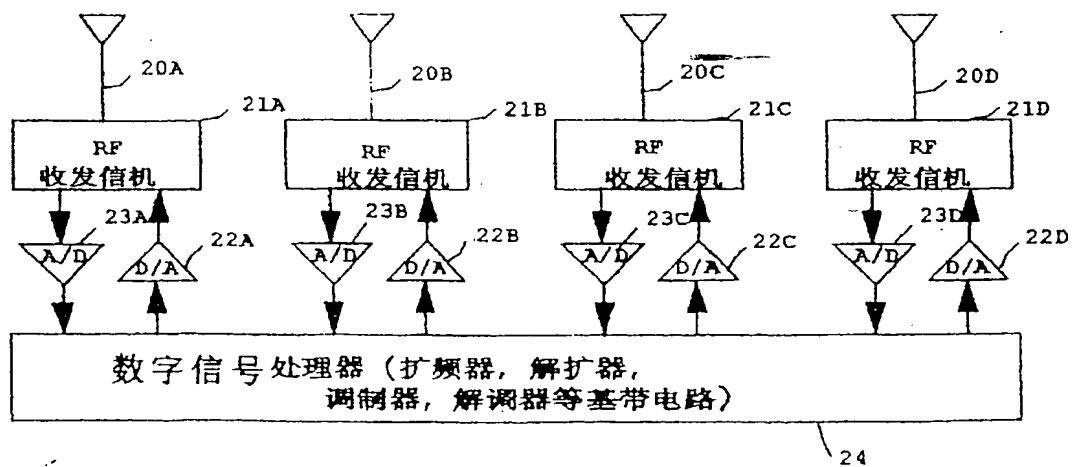 20A 20B 20C 20D
21A 21B 21C 21D
RF RF RF RF
收发信机 收发信机 收发信机 收发信机
23A 23B 23C 23D
22A 22B 22C 22D
A/D D/A A/D D/A A/D D/A A/D D/A
数字信号处理器（扩频器，解扩器，
调制器，解调器等基带电路）
24